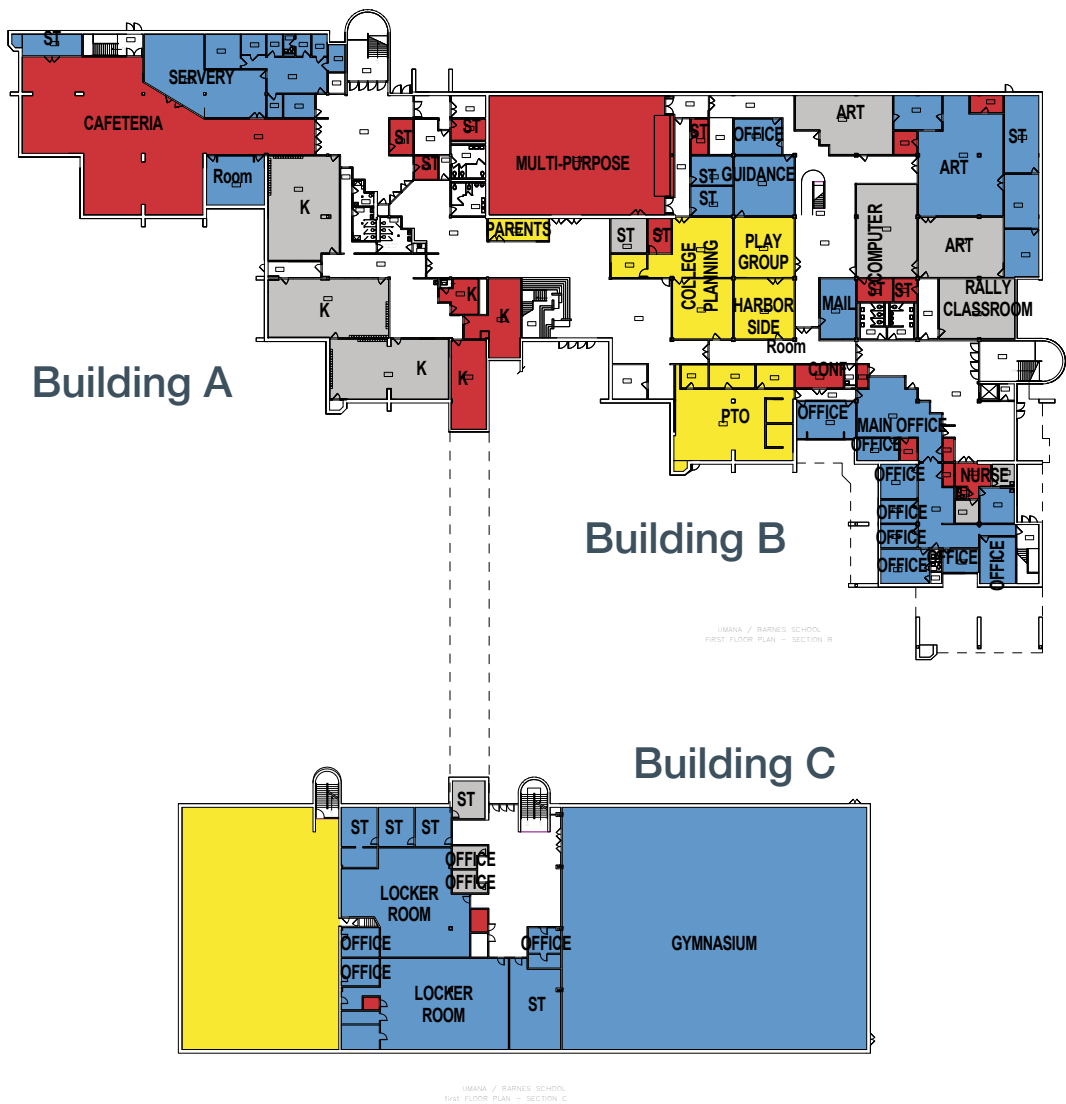 ST
SERVERY
CAFETERIA
Room
K
K
K
K
K
K
ST
ST
ST
MULTI-PURPOSE
PARENTS
ST
OFFICE
ST
GUIDANCE
ST
ST
ST
COLLEGE
PLANNING
PLAY
GROUP
HARBOR
SIDE
Room
ART
ART
ST
COMPUTER
ART
MAIL
ST
ST
RALLY
CLASSROOM
CONF
PTO
OFFICE
MAIN OFFICE
OFFICE
OFFICE
NURSE
ST
OFFICE
OFFICE
OFFICE
OFFICE
OFFICE
Building A
Building B
UMANA / BARNES SCHOOL
FIRST FLOOR PLAN - SECTION B
Building C
ST
ST
ST
ST
OFFICE
OFFICE
LOCKER
ROOM
OFFICE
OFFICE
OFFICE
LOCKER
ROOM
ST
GYMNASIUM
UMANA / BARNES SCHOOL
first FLOOR PLAN - SECTION C